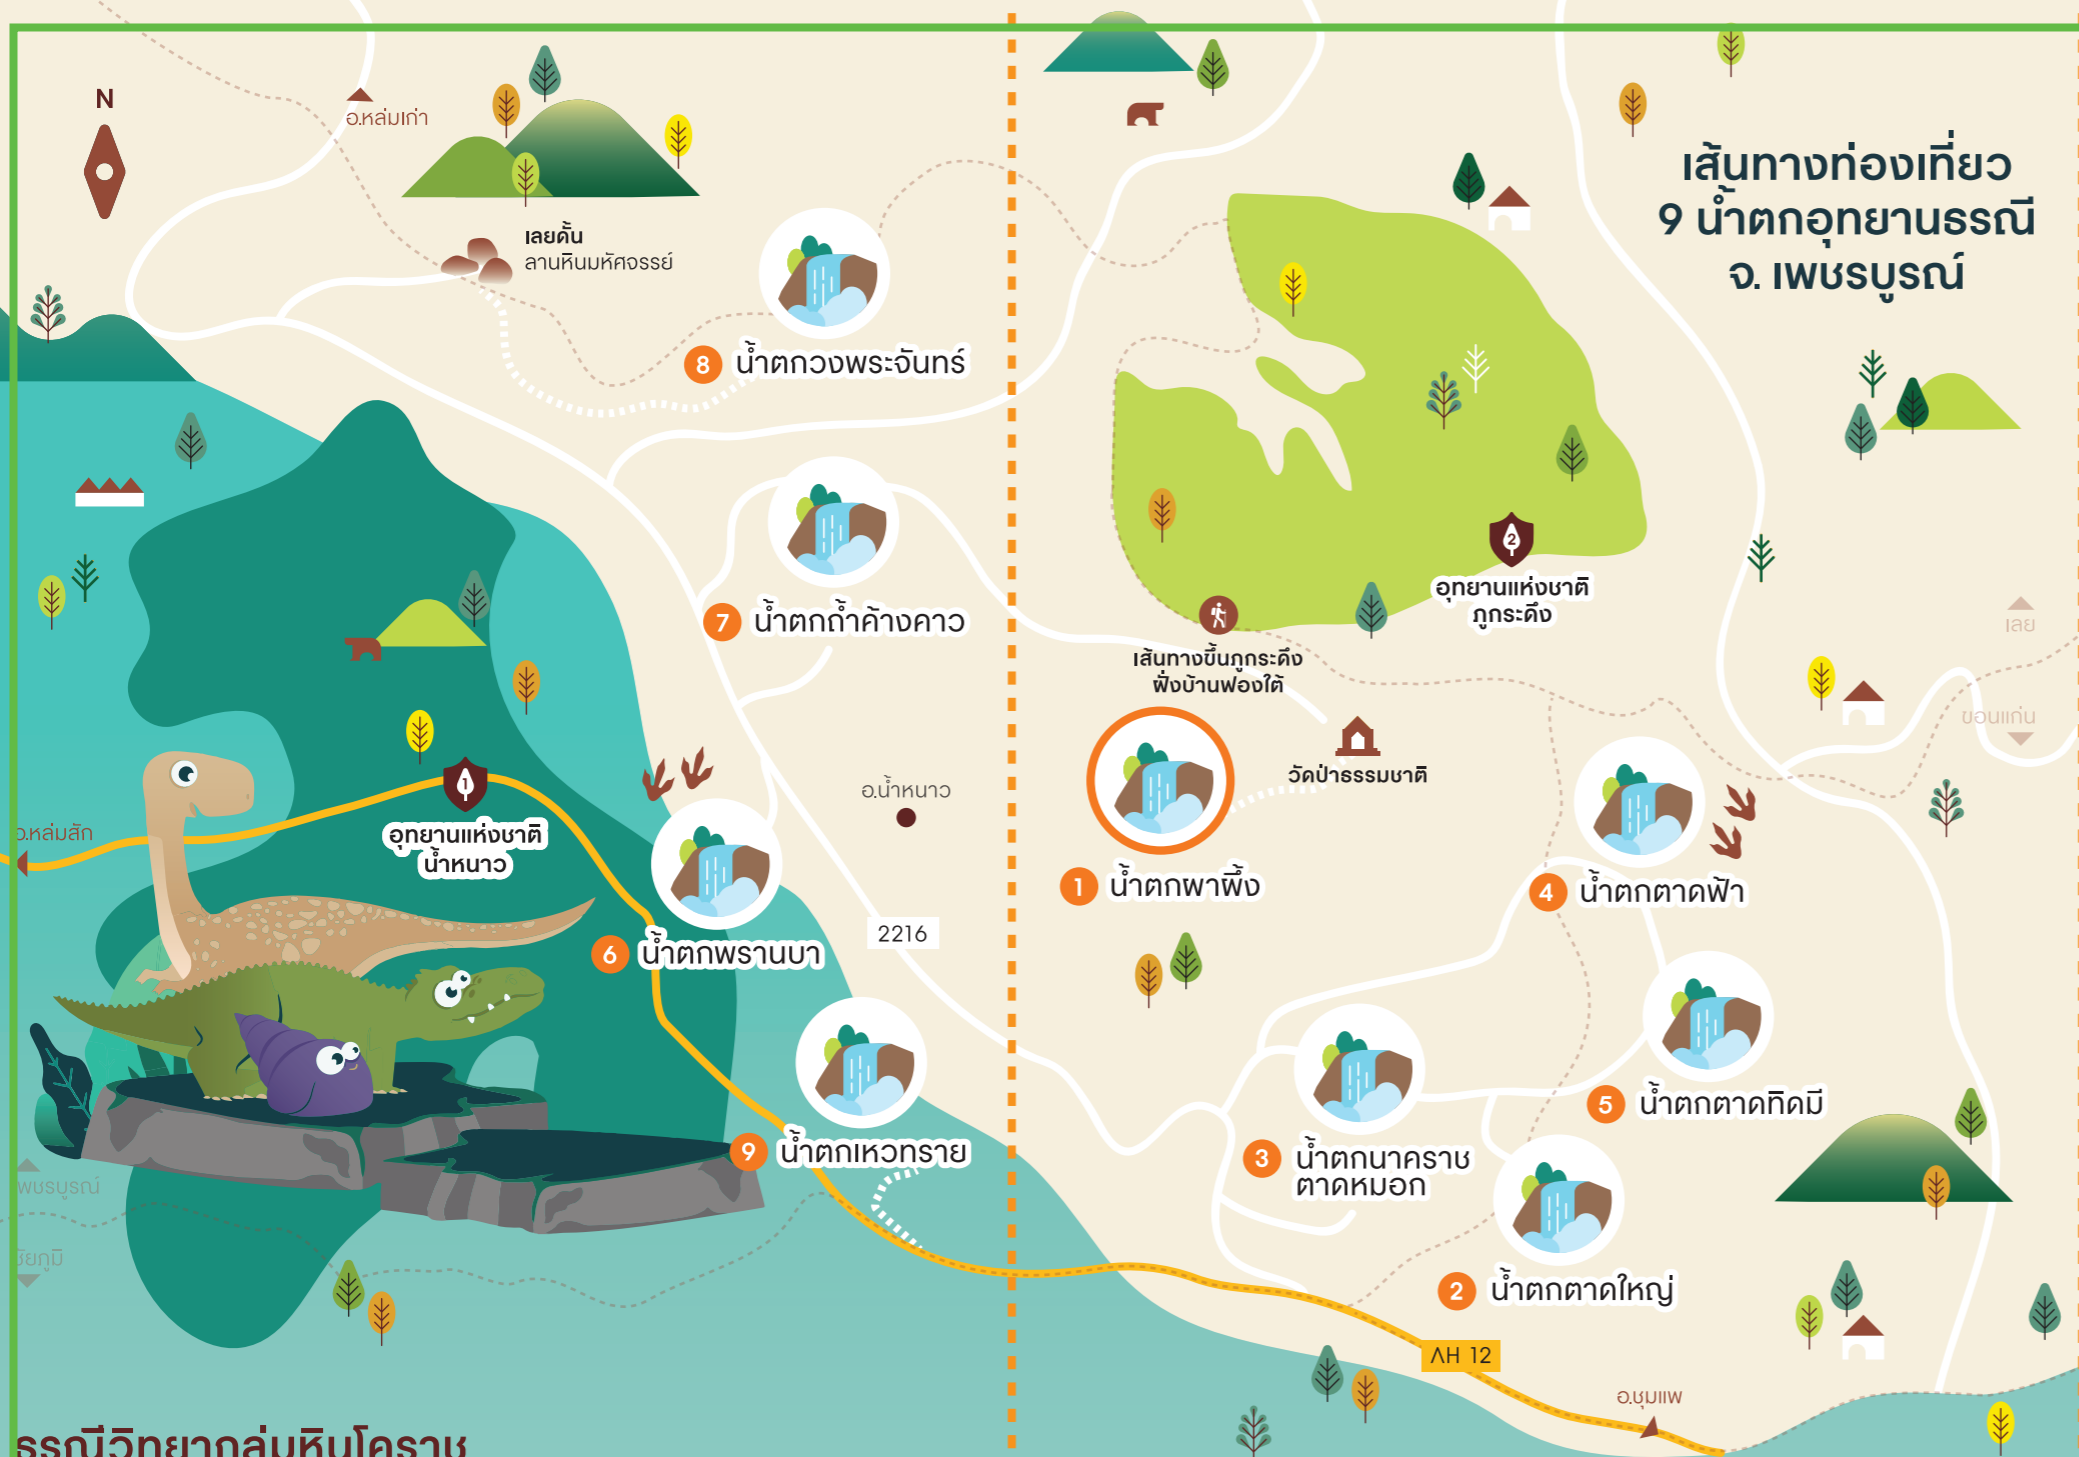 เส้นทางท่องเที่ยว
9 น้ำตกอุทยานธรณี
จ. เพชรบูรณ์
N
อ.หล่มเก่า
เลยดั้น
ลานหินมหัศจรรย์
8 น้ำตกวงพระจันทร์
7 น้ำตกถ้ำค้างคาว
2
อุทยานแห่งชาติ
ภูกระดึง
เลย
เส้นทางขึ้นภูกระดึง
ฝั่งบ้านฟองใต้
ขอนแก่น
วัดป่าธรรมชาติ
1
อ.น้ำหนาว
อ.หล่มสัก
อุทยานแห่งชาติ
น้ำหนาว
1 น้ำตกผาผึ้ง
4 น้ำตกตาดฟ้า
2216
6 น้ำตกพรานบา
5 น้ำตกตาดทิดมี
9 น้ำตกเหวทราย
3 น้ำตกนาคราช
ตาดหมอก
พชรบูรณ์
ชัยภูมิ
2 น้ำตกตาดใหญ่
AH 12
อ.ชุมแพ
ธรณีวิทยากลุ่มหินโคราช